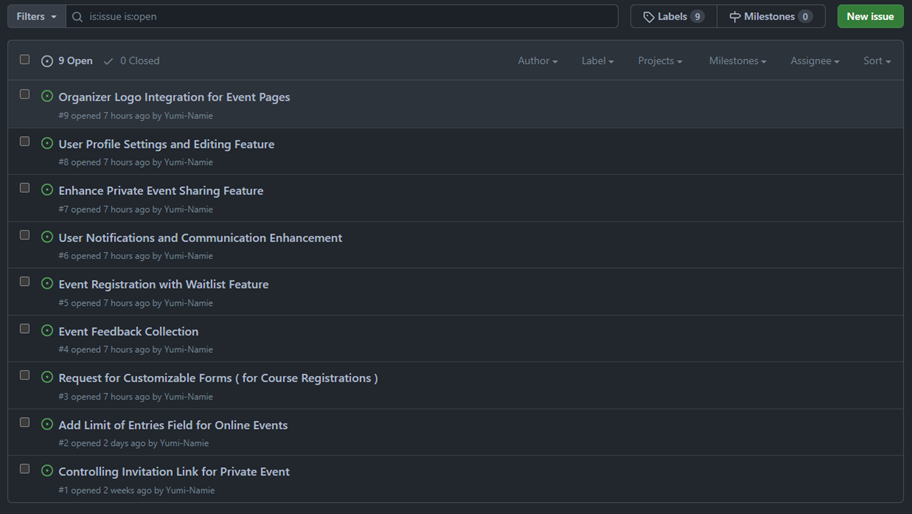 Filters
is:issue is:open
Labels 9
Milestones 0
New issue
9 Open
0 Closed
Author
Label
Projects
Milestones
Assignee
Sort
Organizer Logo Integration for Event Pages
#9 opened 7 hours ago by Yumi-Namie
User Profile Settings and Editing Feature
#8 opened 7 hours ago by Yumi-Namie
Enhance Private Event Sharing Feature
#7 opened 7 hours ago by Yumi-Namie
User Notifications and Communication Enhancement
#6 opened 7 hours ago by Yumi-Namie
Event Registration with Waitlist Feature
#5 opened 7 hours ago by Yumi-Namie
Event Feedback Collection
#4 opened 7 hours ago by Yumi-Namie
Request for Customizable Forms ( for Course Registrations )
#3 opened 7 hours ago by Yumi-Namie
Add Limit of Entries Field for Online Events
#2 opened 2 days ago by Yumi-Namie
Controlling Invitation Link for Private Event
#1 opened 2 weeks ago by Yumi-Namie